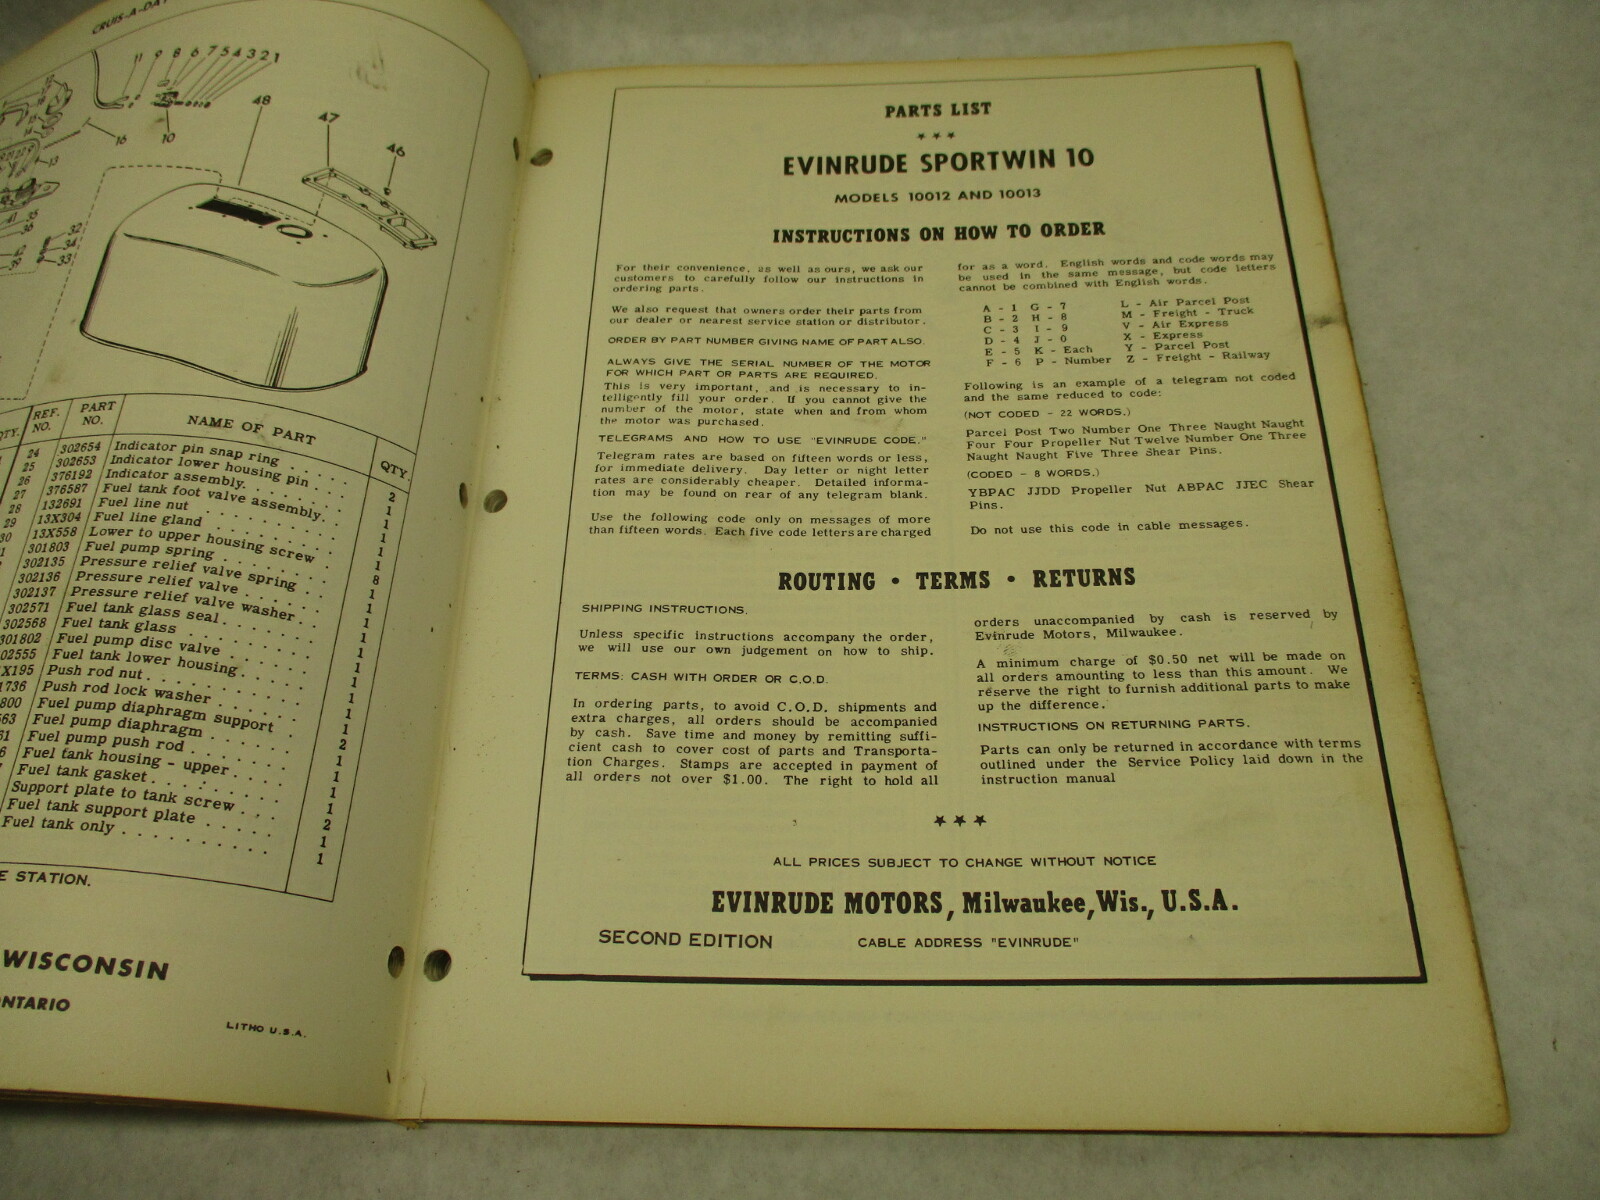 CRUIS-A-DAY
11 9 8 6 7 5 4 3 2 1
48
47
46
16
10
13
41
35
36
32
34
33
39
QTY.
REF. NO.
PART NO.
NAME OF PART
QTY.
24 302654 Indicator pin snap ring . . . . 2
25 302653 Indicator lower housing pin . . . 1
26 376192 Indicator assembly. . . . . . . 1
27 376587 Fuel tank foot valve assembly. . 1
28 132691 Fuel line nut . . . . . . . . . 1
29 13X304 Fuel line gland . . . . . . . . 1
30 13X558 Lower to upper housing screw . 8
301803 Fuel pump spring . . . . . . . . 1
302135 Pressure relief valve spring . . 1
302136 Pressure relief valve . . . . . . 1
302137 Pressure relief valve washer . . 1
302571 Fuel tank glass seal . . . . . . . 1
302568 Fuel tank glass . . . . . . . . 1
301802 Fuel pump disc valve . . . . . . 1
02555 Fuel tank lower housing . . . . . 1
X195 Push rod nut . . . . . . . . . . 1
1736 Push rod lock washer . . . . . . 1
800 Fuel pump diaphragm support . 2
563 Fuel pump diaphragm . . . . . . 1
61 Fuel pump push rod . . . . . . 1
6 Fuel tank housing - upper . . . . 1
Fuel tank gasket . . . . . . . . 1
Support plate to tank screw . . . 2
Fuel tank support plate . . . . . 1
Fuel tank only . . . . . . . . . . 1
E STATION.
WISCONSIN
ONTARIO
LITHO U.S.A.
PARTS LIST
★ ★ ★
EVINRUDE SPORTWIN 10
MODELS 10012 AND 10013
INSTRUCTIONS ON HOW TO ORDER
For their convenience, as well as ours, we ask our
customers to carefully follow our instructions in
ordering parts.
We also request that owners order their parts from
our dealer or nearest service station or distributor.
ORDER BY PART NUMBER GIVING NAME OF PART ALSO.
ALWAYS GIVE THE SERIAL NUMBER OF THE MOTOR
FOR WHICH PART OR PARTS ARE REQUIRED.
This is very important, and is necessary to in-
telligently fill your order. If you cannot give the
number of the motor, state when and from whom
the motor was purchased.
TELEGRAMS AND HOW TO USE "EVINRUDE CODE."
Telegram rates are based on fifteen words or less,
for immediate delivery. Day letter or night letter
rates are considerably cheaper. Detailed informa-
tion may be found on rear of any telegram blank.
Use the following code only on messages of more
than fifteen words. Each five code letters are charged
for as a word. English words and code words may
be used in the same message, but code letters
cannot be combined with English words.
A - 1 G - 7 L - Air Parcel Post
B - 2 H - 8 M - Freight - Truck
C - 3 I - 9 V - Air Express
D - 4 J - 0 X - Express
E - 5 K - Each Y - Parcel Post
F - 6 P - Number Z - Freight - Railway
Following is an example of a telegram not coded
and the same reduced to code:
(NOT CODED - 22 WORDS.)
Parcel Post Two Number One Three Naught Naught
Four Four Propeller Nut Twelve Number One Three
Naught Naught Five Three Shear Pins.
(CODED - 8 WORDS.)
YBPAC JJDD Propeller Nut ABPAC JJEC Shear
Pins.
Do not use this code in cable messages.
ROUTING • TERMS • RETURNS
SHIPPING INSTRUCTIONS.
Unless specific instructions accompany the order,
we will use our own judgement on how to ship.
TERMS: CASH WITH ORDER OR C.O.D.
In ordering parts, to avoid C.O.D. shipments and
extra charges, all orders should be accompanied
by cash. Save time and money by remitting suffi-
cient cash to cover cost of parts and Transporta-
tion Charges. Stamps are accepted in payment of
all orders not over $1.00. The right to hold all
orders unaccompanied by cash is reserved by
Evinrude Motors, Milwaukee.
A minimum charge of $0.50 net will be made on
all orders amounting to less than this amount. We
reserve the right to furnish additional parts to make
up the difference.
INSTRUCTIONS ON RETURNING PARTS.
Parts can only be returned in accordance with terms
outlined under the Service Policy laid down in the
instruction manual
★ ★ ★
ALL PRICES SUBJECT TO CHANGE WITHOUT NOTICE
EVINRUDE MOTORS, Milwaukee, Wis., U.S.A.
SECOND EDITION CABLE ADDRESS "EVINRUDE"